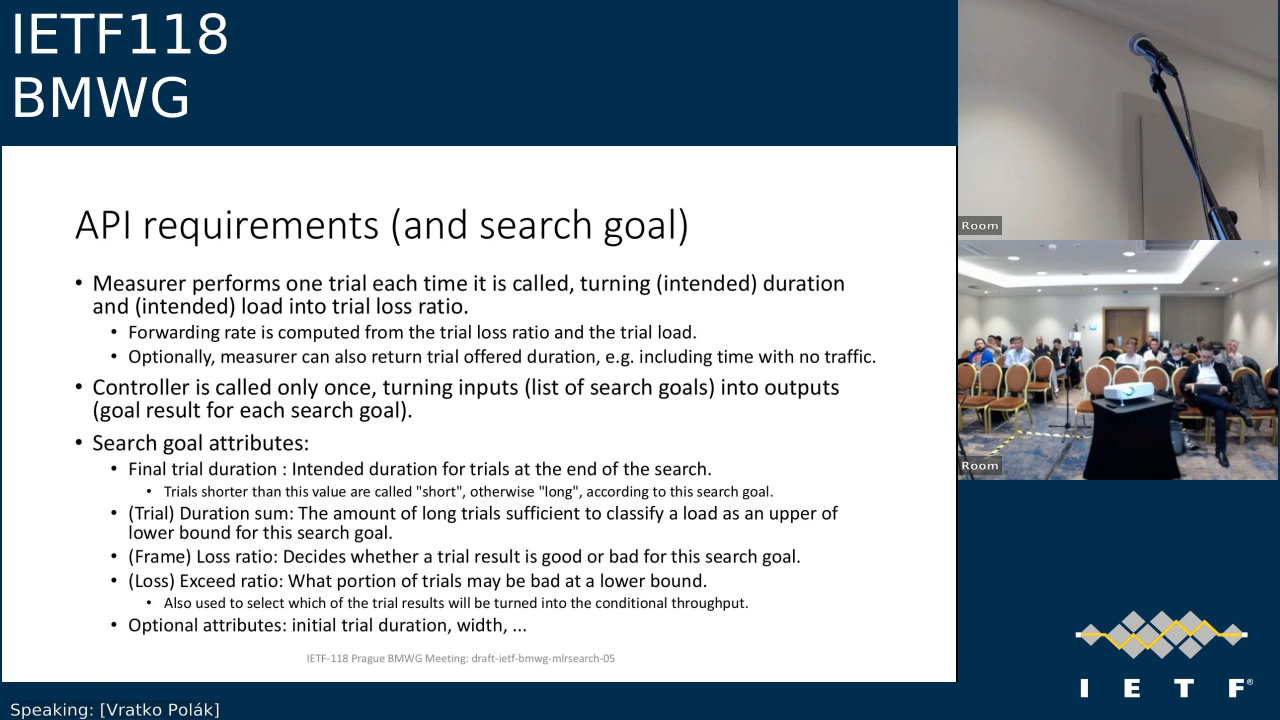 IETF118
BMWG
API requirements (and search goal)
• Measurer performs one trial each time it is called, turning (intended) duration
and (intended) load into trial loss ratio.
• Forwarding rate is computed from the trial loss ratio and the trial load.
• Optionally, measurer can also return trial offered duration, e.g. including time with no traffic.
• Controller is called only once, turning inputs (list of search goals) into outputs
(goal result for each search goal).
• Search goal attributes:
• Final trial duration : Intended duration for trials at the end of the search.
• Trials shorter than this value are called "short", otherwise "long", according to this search goal.
• (Trial) Duration sum: The amount of long trials sufficient to classify a load as an upper of
lower bound for this search goal.
• (Frame) Loss ratio: Decides whether a trial result is good or bad for this search goal.
• (Loss) Exceed ratio: What portion of trials may be bad at a lower bound.
• Also used to select which of the trial results will be turned into the conditional throughput.
• Optional attributes: initial trial duration, width, ...
IETF-118 Prague BMWG Meeting: draft-ietf-bmwg-mlrsearch-05
Speaking: [Vratko Polák]
Room
Room
I E T F®